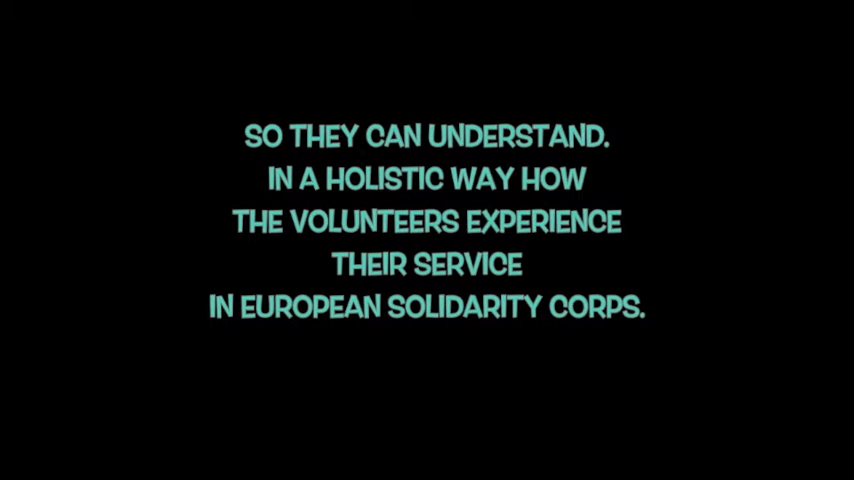 SO THEY CAN UNDERSTAND.
IN A HOLISTIC WAY HOW
THE VOLUNTEERS EXPERIENCE
THEIR SERVICE
IN EUROPEAN SOLIDARITY CORPS.